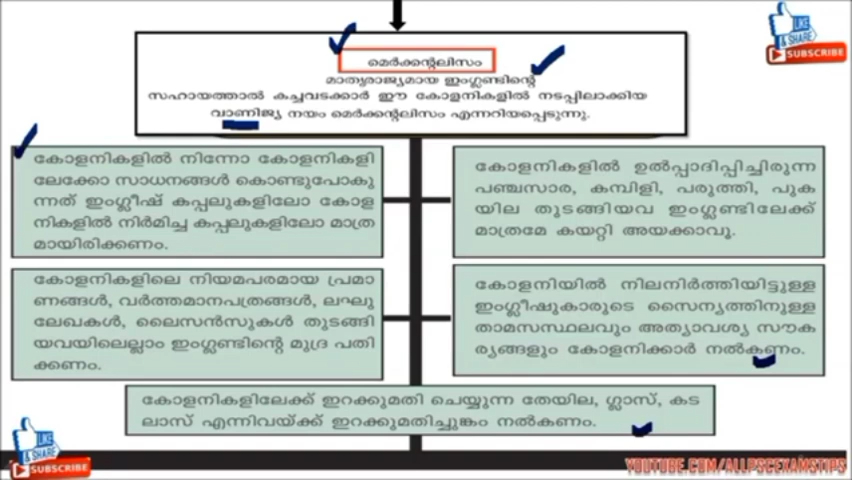 LIKE
& SHARE
SUBSCRIBE
മെർക്കന്റലിസം
മാതൃരാജ്യമായ ഇംഗ്ലണ്ടിന്റെ
സഹായത്താൽ കച്ചവടക്കാർ ഈ കോളനികളിൽ നടപ്പിലാക്കിയ
വാണിജ്യ നയം മെർക്കന്റലിസം എന്നറിയപ്പെടുന്നു.
കോളനികളിൽ നിന്നോ കോളനികളി
ലേക്കോ സാധനങ്ങൾ കൊണ്ടുപോകു
ന്നത് ഇംഗ്ലീഷ് കപ്പലുകളിലോ കോള
നികളിൽ നിർമിച്ച കപ്പലുകളിലോ മാത്ര
മായിരിക്കണം.
കോളനികളിൽ ഉൽപ്പാദിപ്പിച്ചിരുന്ന
പഞ്ചസാര, കമ്പിളി, പരുത്തി, പുക
യില തുടങ്ങിയവ ഇംഗ്ലണ്ടിലേക്ക്
മാത്രമേ കയറ്റി അയക്കാവൂ.
കോളനികളിലെ നിയമപരമായ പ്രമാ
ണങ്ങൾ, വർത്തമാനപത്രങ്ങൾ, ലഘു
ലേഖകൾ, ലൈസൻസുകൾ തുടങ്ങി
യവയിലെല്ലാം ഇംഗ്ലണ്ടിന്റെ മുദ്ര പതി
ക്കണം.
കോളനിയിൽ നിലനിർത്തിയിട്ടുള്ള
ഇംഗ്ലീഷുകാരുടെ സൈന്യത്തിനുള്ള
താമസസ്ഥലവും അത്യാവശ്യ സൗക
ര്യങ്ങളും കോളനിക്കാർ നൽകണം.
കോളനികളിലേക്ക് ഇറക്കുമതി ചെയ്യുന്ന തേയില, ഗ്ലാസ്, കട
ലാസ് എന്നിവയ്ക്ക് ഇറക്കുമതിച്ചുങ്കം നൽകണം.
LIKE
& SHARE
SUBSCRIBE
YOUTUBE.COM/ALLPSCEXAMSTIPS